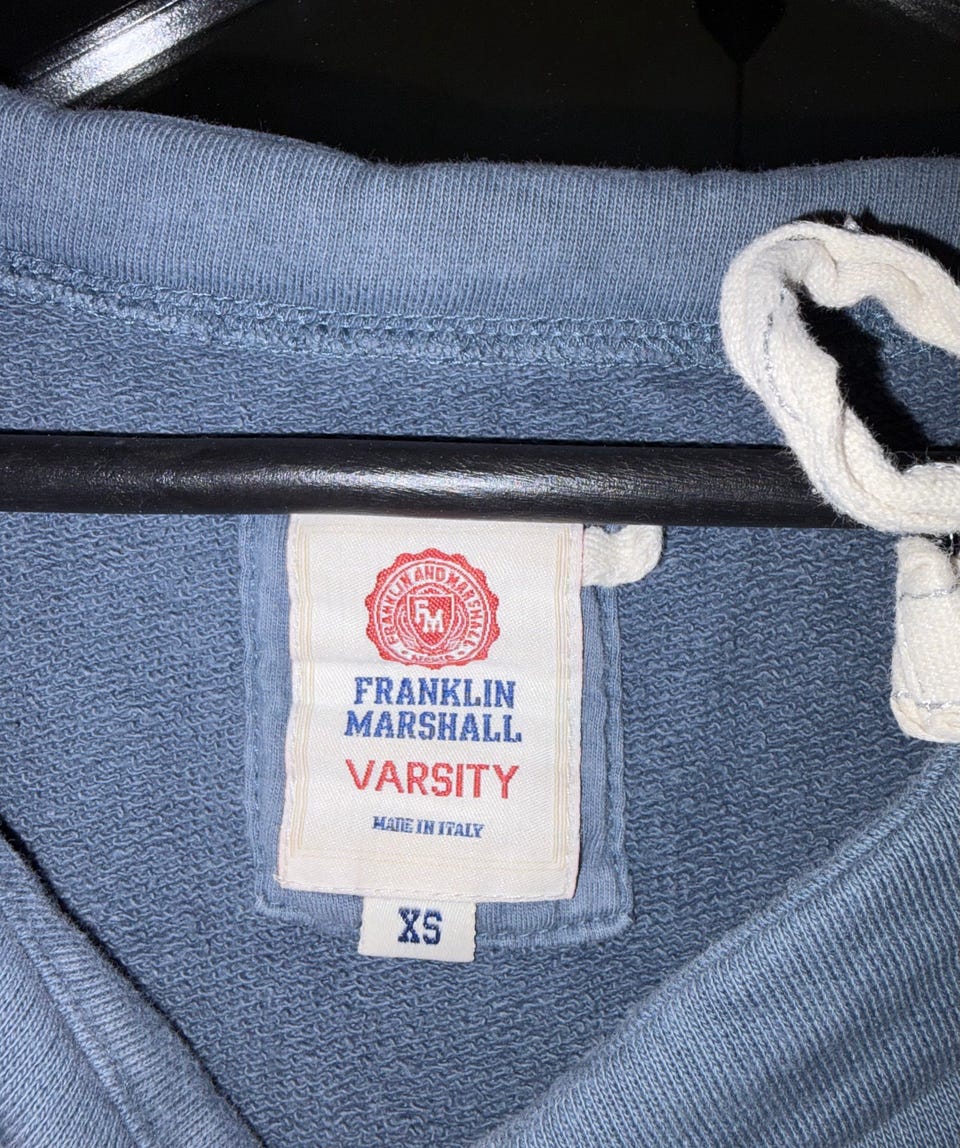 FRANKLIN AND MARSHALL
FM
FRANKLIN
MARSHALL
VARSITY
MADE IN ITALY
XS